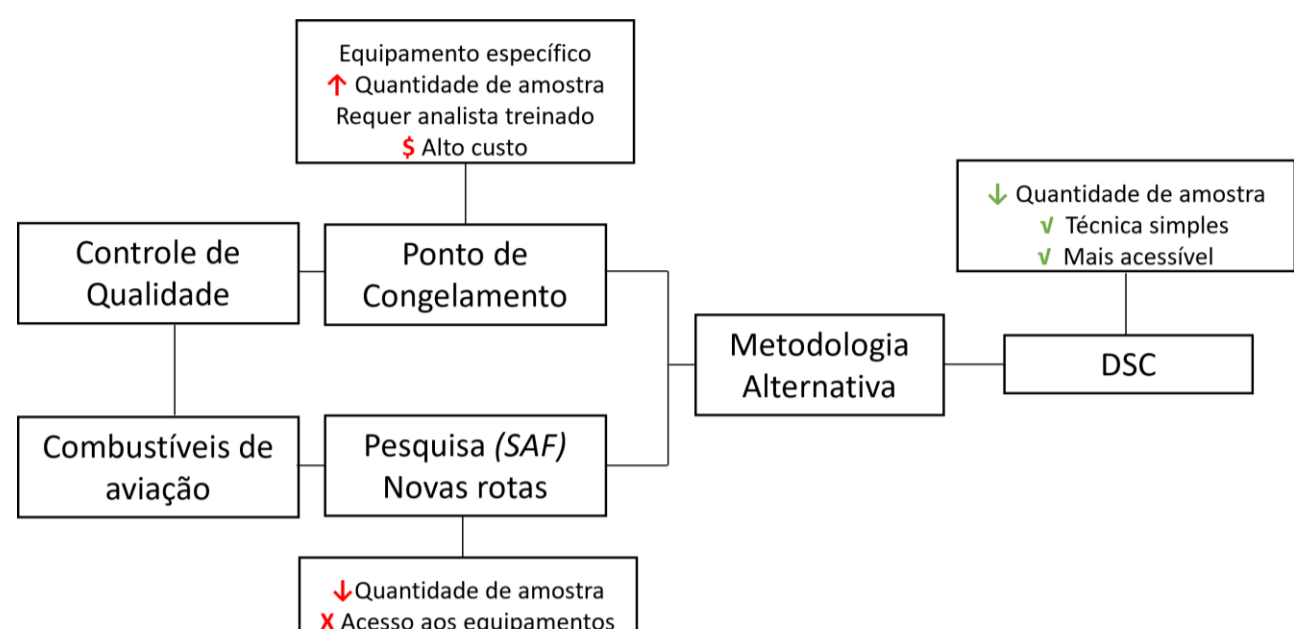 Equipamento específico
↑ Quantidade de amostra
Requer analista treinado
$ Alto custo
↓ Quantidade de amostra
√ Técnica simples
√ Mais acessível
Controle de
Qualidade
Ponto de
Congelamento
Metodologia
Alternativa
DSC
Combustíveis de
aviação
Pesquisa (SAF)
Novas rotas
↓Quantidade de amostra
X Acesso aos equipamentos